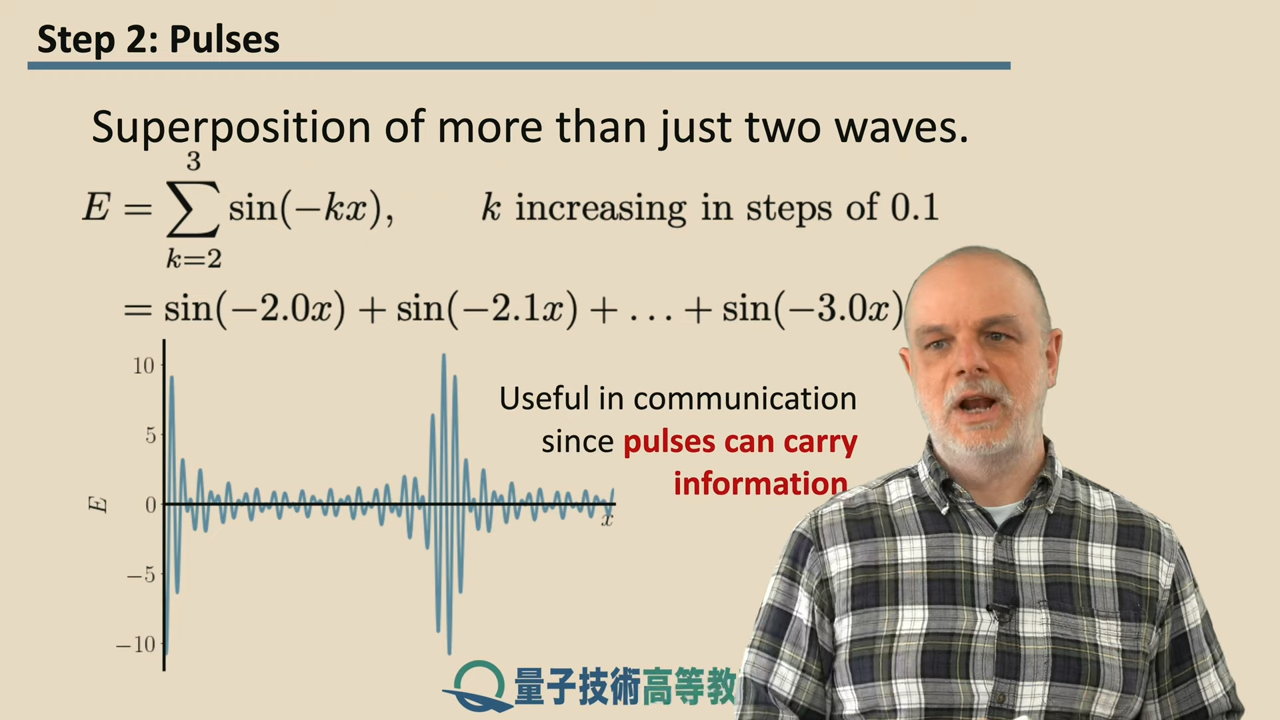 Step 2: Pulses
Superposition of more than just two waves.
E = \sum_{k=2}^{3} sin(−kx), k increasing in steps of 0.1
= sin(−2.0x) + sin(−2.1x) + . . . + sin(−3.0x)
10
5
0
−5
−10
E
x
Useful in communication
since pulses can carry
information
量子技術高等教